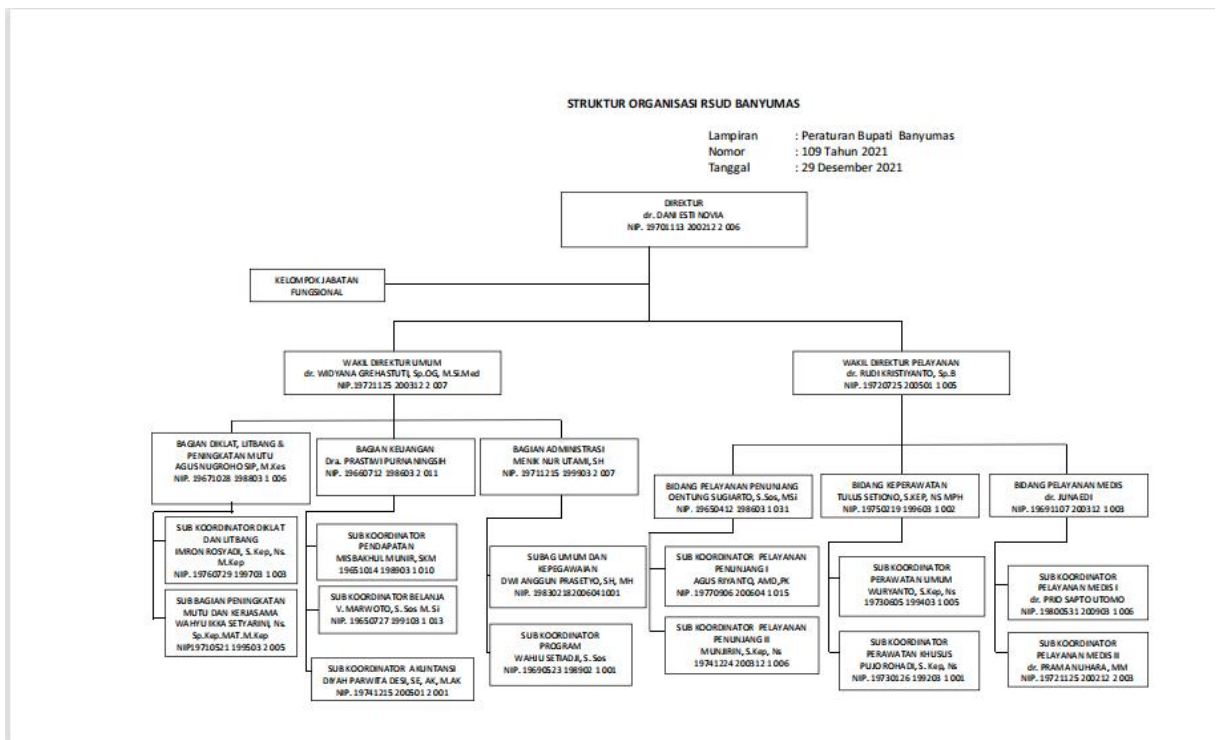 STRUKTUR ORGANISASI RSUD BANYUMAS
Lampiran : Peraturan Bupati Banyumas
Nomor : 109 Tahun 2021
Tanggal : 29 Desember 2021
DIREKTUR
dr. DANI ESTI NOVIA
NIP. 19701113 200212 2 006
KELOMPOK JABATAN
FUNGSIONAL
WAKIL DIREKTUR UMUM
dr. WIDYANA GREHASTUTI, Sp.OG, M.Si.Med
NIP.19721125 200312 2 007
WAKIL DIREKTUR PELAYANAN
dr. RUDI KRISTIYANTO, Sp.B
NIP. 19720725 200501 1 005
BAGIAN DIKLAT, LITBANG &
PENINGKATAN MUTU
AGUS NUGROHO SIP, M.Kes
NIP. 19671028 198803 1 006
BAGIAN KEUANGAN
Dra. PRASTIWI PURNANINGSIH
NIP. 19660712 198603 2 011
BAGIAN ADMINISTRASI
MENIK NUR UTAMI, SH
NIP. 19711215 199903 2 007
BIDANG PELAYANAN PENUNJANG
OENTUNG SUGIARTO, S.Sos, MSi
NIP. 19650412 198603 1 031
BIDANG KEPERAWATAN
TULUS SETIONO, S.KEP, NS MPH
NIP. 19750219 199603 1 002
BIDANG PELAYANAN MEDIS
dr. JUNAEDI
NIP. 19691107 200312 1 003
SUB KOORDINATOR DIKLAT
DAN LITBANG
IMRON ROSYADI, S. Kep, Ns.
M.Kep
NIP. 19760729 199703 1 003
SUB BAGIAN PENINGKATAN
MUTU DAN KERJASAMA
WAHYU IKKA SETYARINI, Ns.
Sp.Kep.MAT.M.Kep
NIP19710521 199503 2 005
SUB KOORDINATOR
PENDAPATAN
MISBAKHUL MUNIR, SKM
19651014 198903 1 010
SUB KOORDINATOR BELANJA
V. MARWOTO, S. Sos M. Si
NIP. 19650727 199103 1 013
SUB KOORDINATOR AKUNTANSI
DIYAH PARWITA DESI, SE, AK, M.AK
NIP. 19741215 200501 2 001
SUBAG UMUM DAN
KEPEGAWAIAN
DWI ANGGUN PRASETYO, SH, MH
NIP. 198302182006041001
SUB KOORDINATOR
PROGRAM
WAHJU SETIADJI, S. Sos
NIP. 19690523 198902 1 001
SUB KOORDINATOR PELAYANAN
PENUNJANG I
AGUS RIYANTO, AMD,PK
NIP. 19770906 200604 1 015
SUB KOORDINATOR PELAYANAN
PENUNJANG II
MUNJIRIN, S.Kep, Ns
19741224 200312 1 006
SUB KOORDINATOR
PERAWATAN UMUM
WURYANTO, S.Kep, Ns
19730605 199403 1 005
SUB KOORDINATOR
PERAWATAN KHUSUS
PUJO ROHADI, S. Kep, Ns
NIP. 19730126 199203 1 001
SUB KOORDINATOR
PELAYANAN MEDIS I
dr. PRIO SAPTO UTOMO
NIP. 19800531 200903 1 006
SUB KOORDINATOR
PELAYANAN MEDIS II
dr. PRAMA NUHARA, MM
NIP. 19721125 200212 2 003